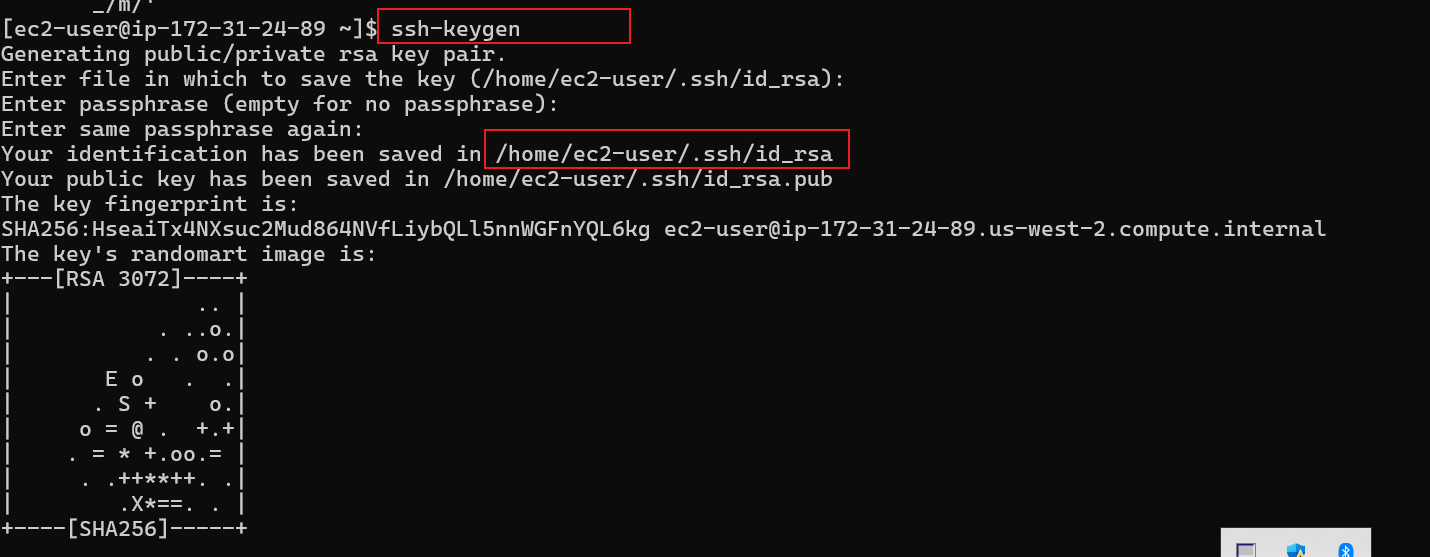 _/m/'
[ec2-user@ip-172-31-24-89 ~]$ ssh-keygen
Generating public/private rsa key pair.
Enter file in which to save the key (/home/ec2-user/.ssh/id_rsa):
Enter passphrase (empty for no passphrase):
Enter same passphrase again:
Your identification has been saved in /home/ec2-user/.ssh/id_rsa
Your public key has been saved in /home/ec2-user/.ssh/id_rsa.pub
The key fingerprint is:
SHA256:HseaiTx4NXsuc2Mud864NVfLiybQLl5nnWGFnYQL6kg ec2-user@ip-172-31-24-89.us-west-2.compute.internal
The key's randomart image is:
+---[RSA 3072]----+
|              .. |
|           . ..o.|
|          . . o.o|
|       E o   .  .|
|      . S +    o.|
|     o = @ .  +.+|
|    . = * +.oo.= |
|     . .++**++. .|
|        .X*==. . |
+----[SHA256]-----+